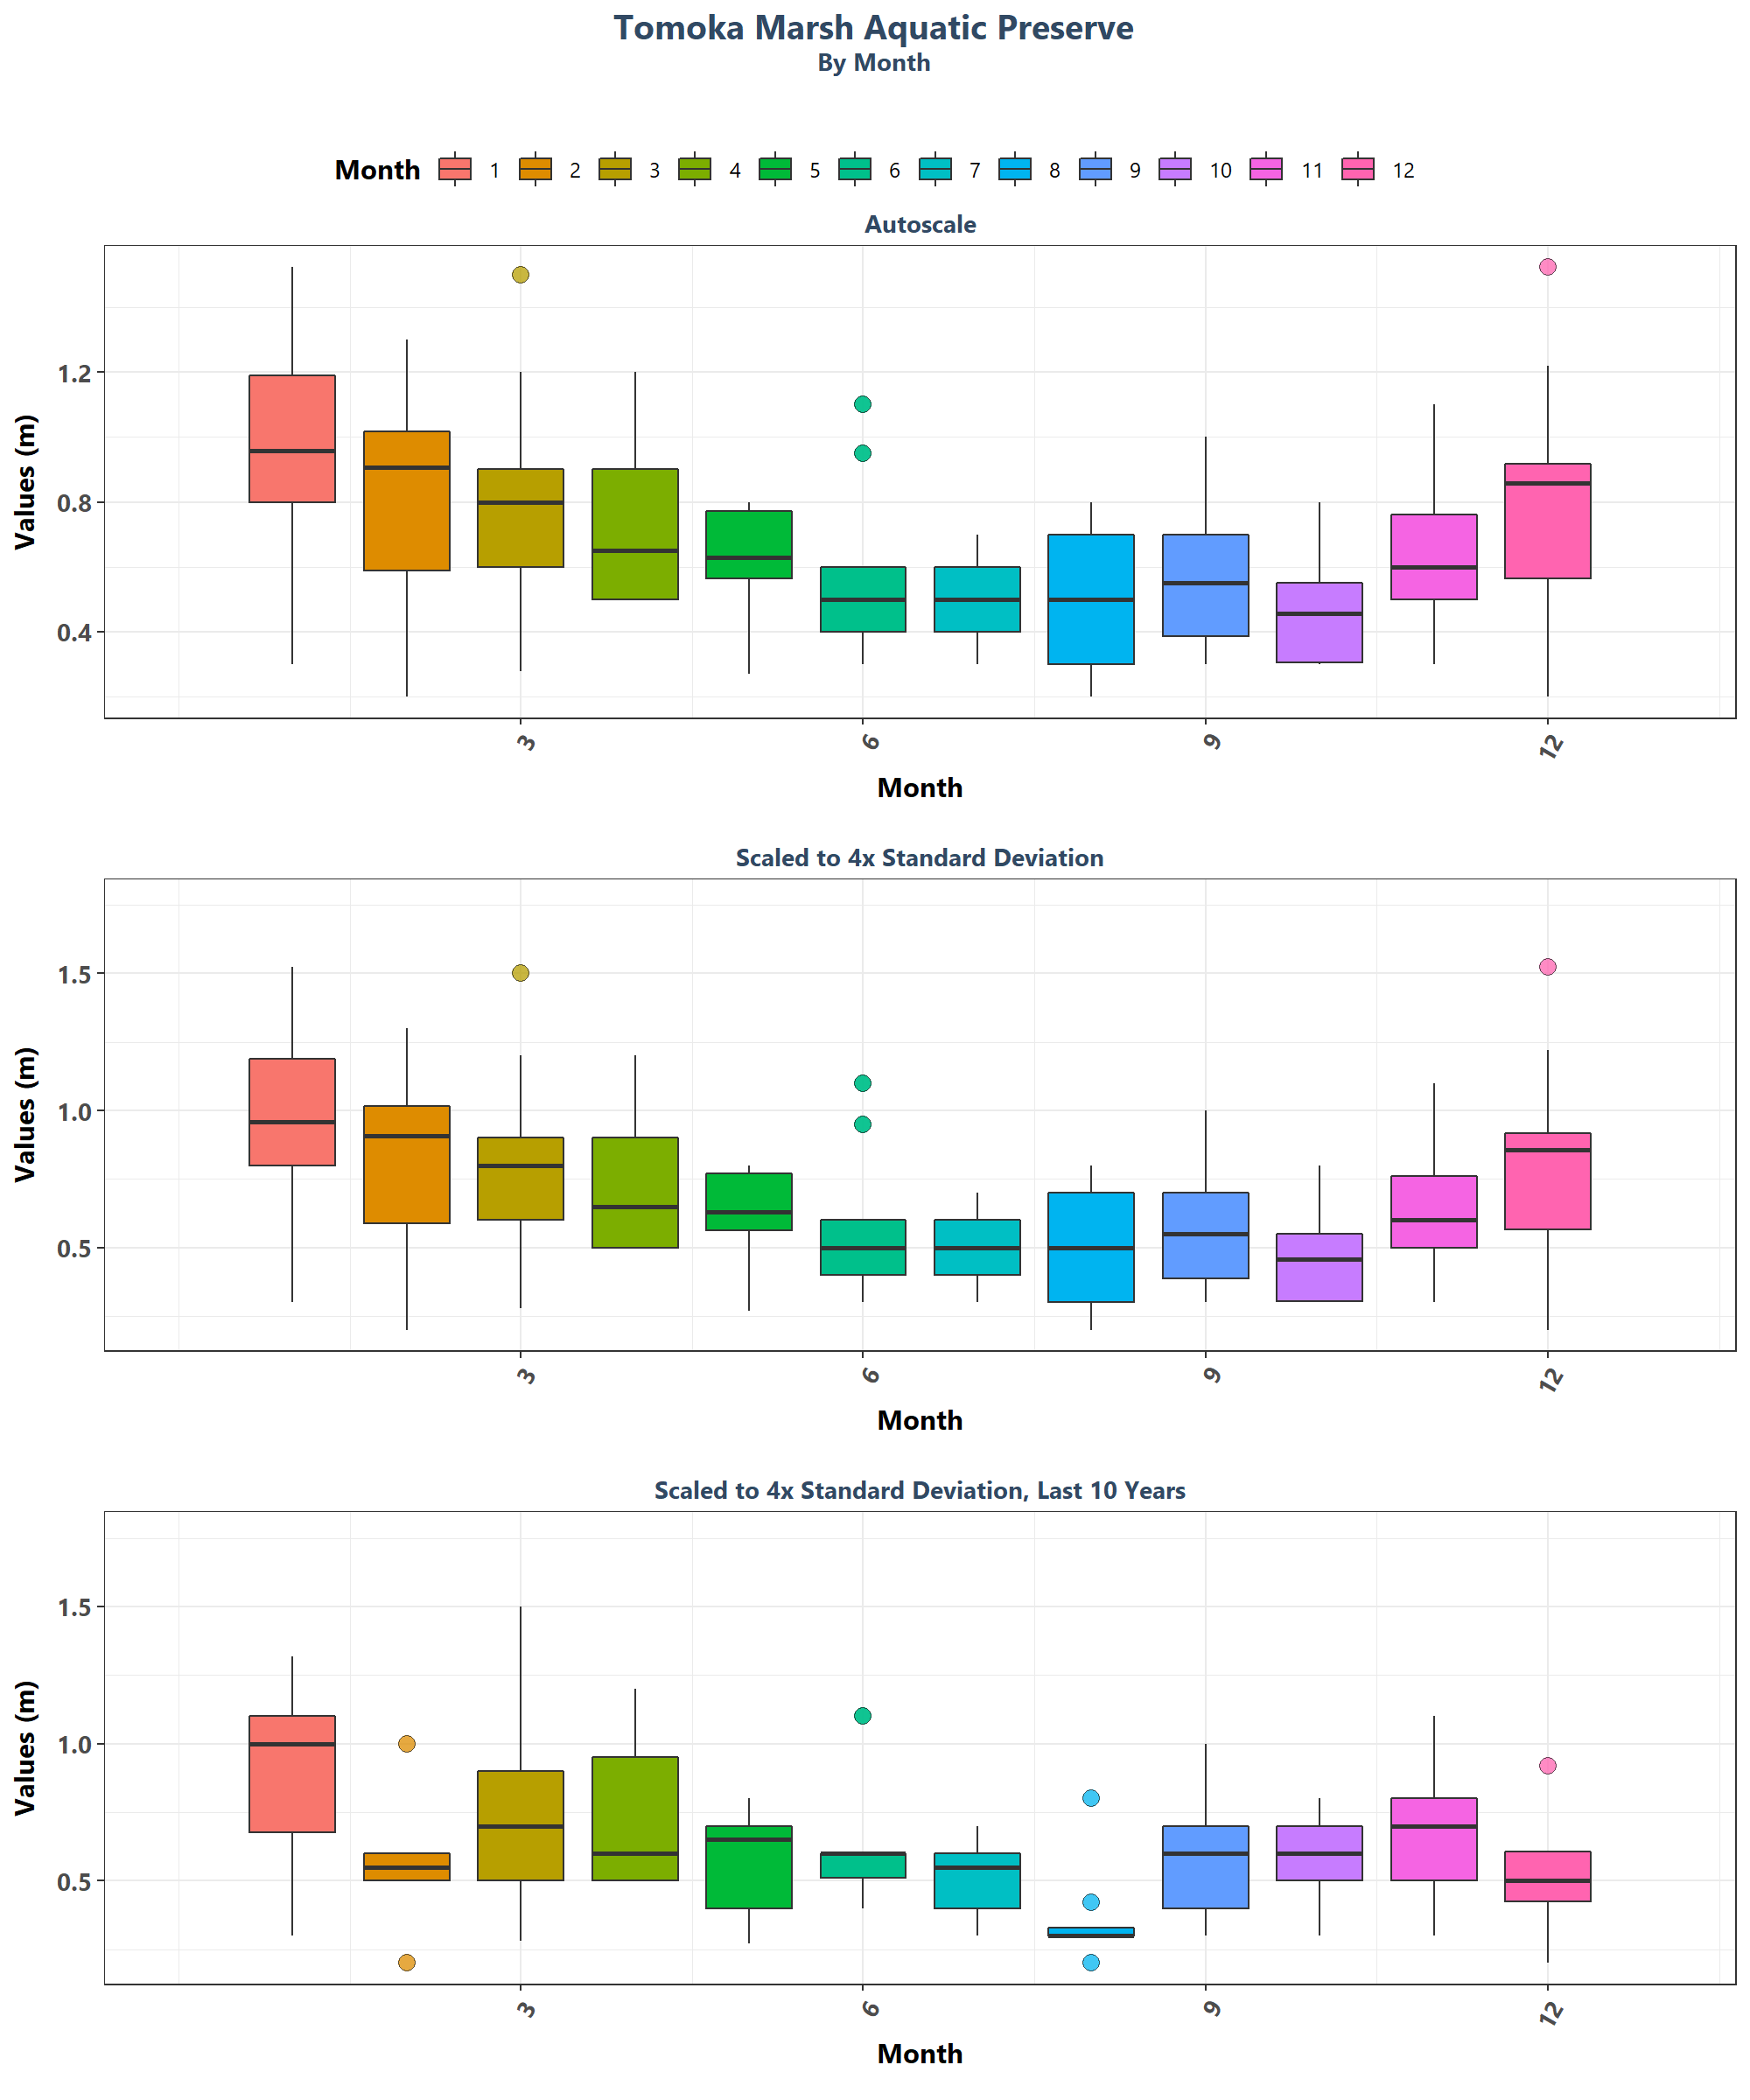 Tomoka Marsh Aquatic Preserve
By Month
Month 1 2 3 4 5 6 7 8 9 10 11 12
Autoscale
Values (m)
1.2
0.8
0.4
3 6 9 12
Month
Scaled to 4x Standard Deviation
Values (m)
1.5
1.0
0.5
3 6 9 12
Month
Scaled to 4x Standard Deviation, Last 10 Years
Values (m)
1.5
1.0
0.5
3 6 9 12
Month